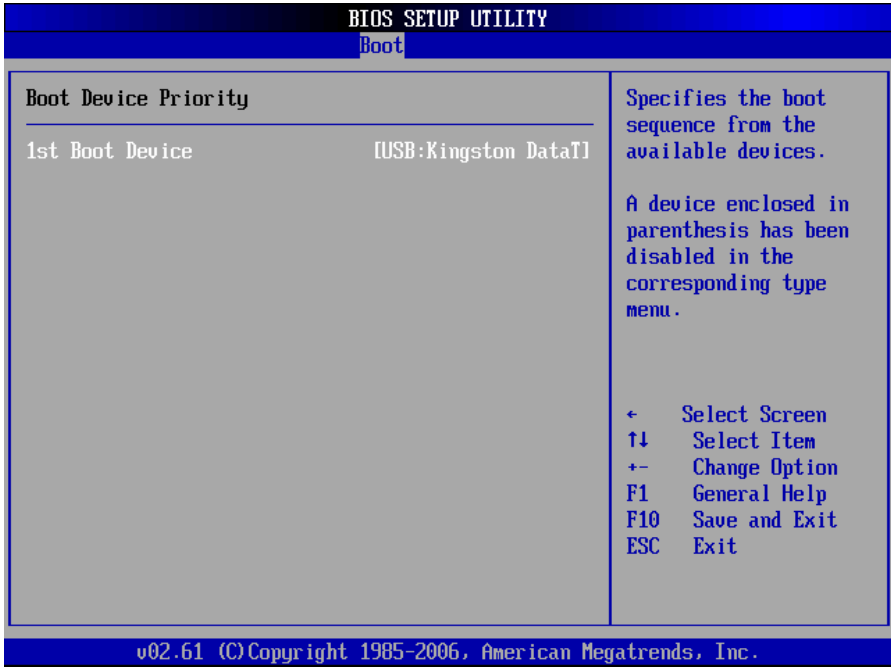 BIOS SETUP UTILITY
Boot
Boot Device Priority
1st Boot Device [USB:Kingston DataT]
Specifies the boot
sequence from the
available devices.
A device enclosed in
parenthesis has been
disabled in the
corresponding type
menu.
← Select Screen
↑↓ Select Item
+- Change Option
F1 General Help
F10 Save and Exit
ESC Exit
v02.61 (C)Copyright 1985-2006, American Megatrends, Inc.